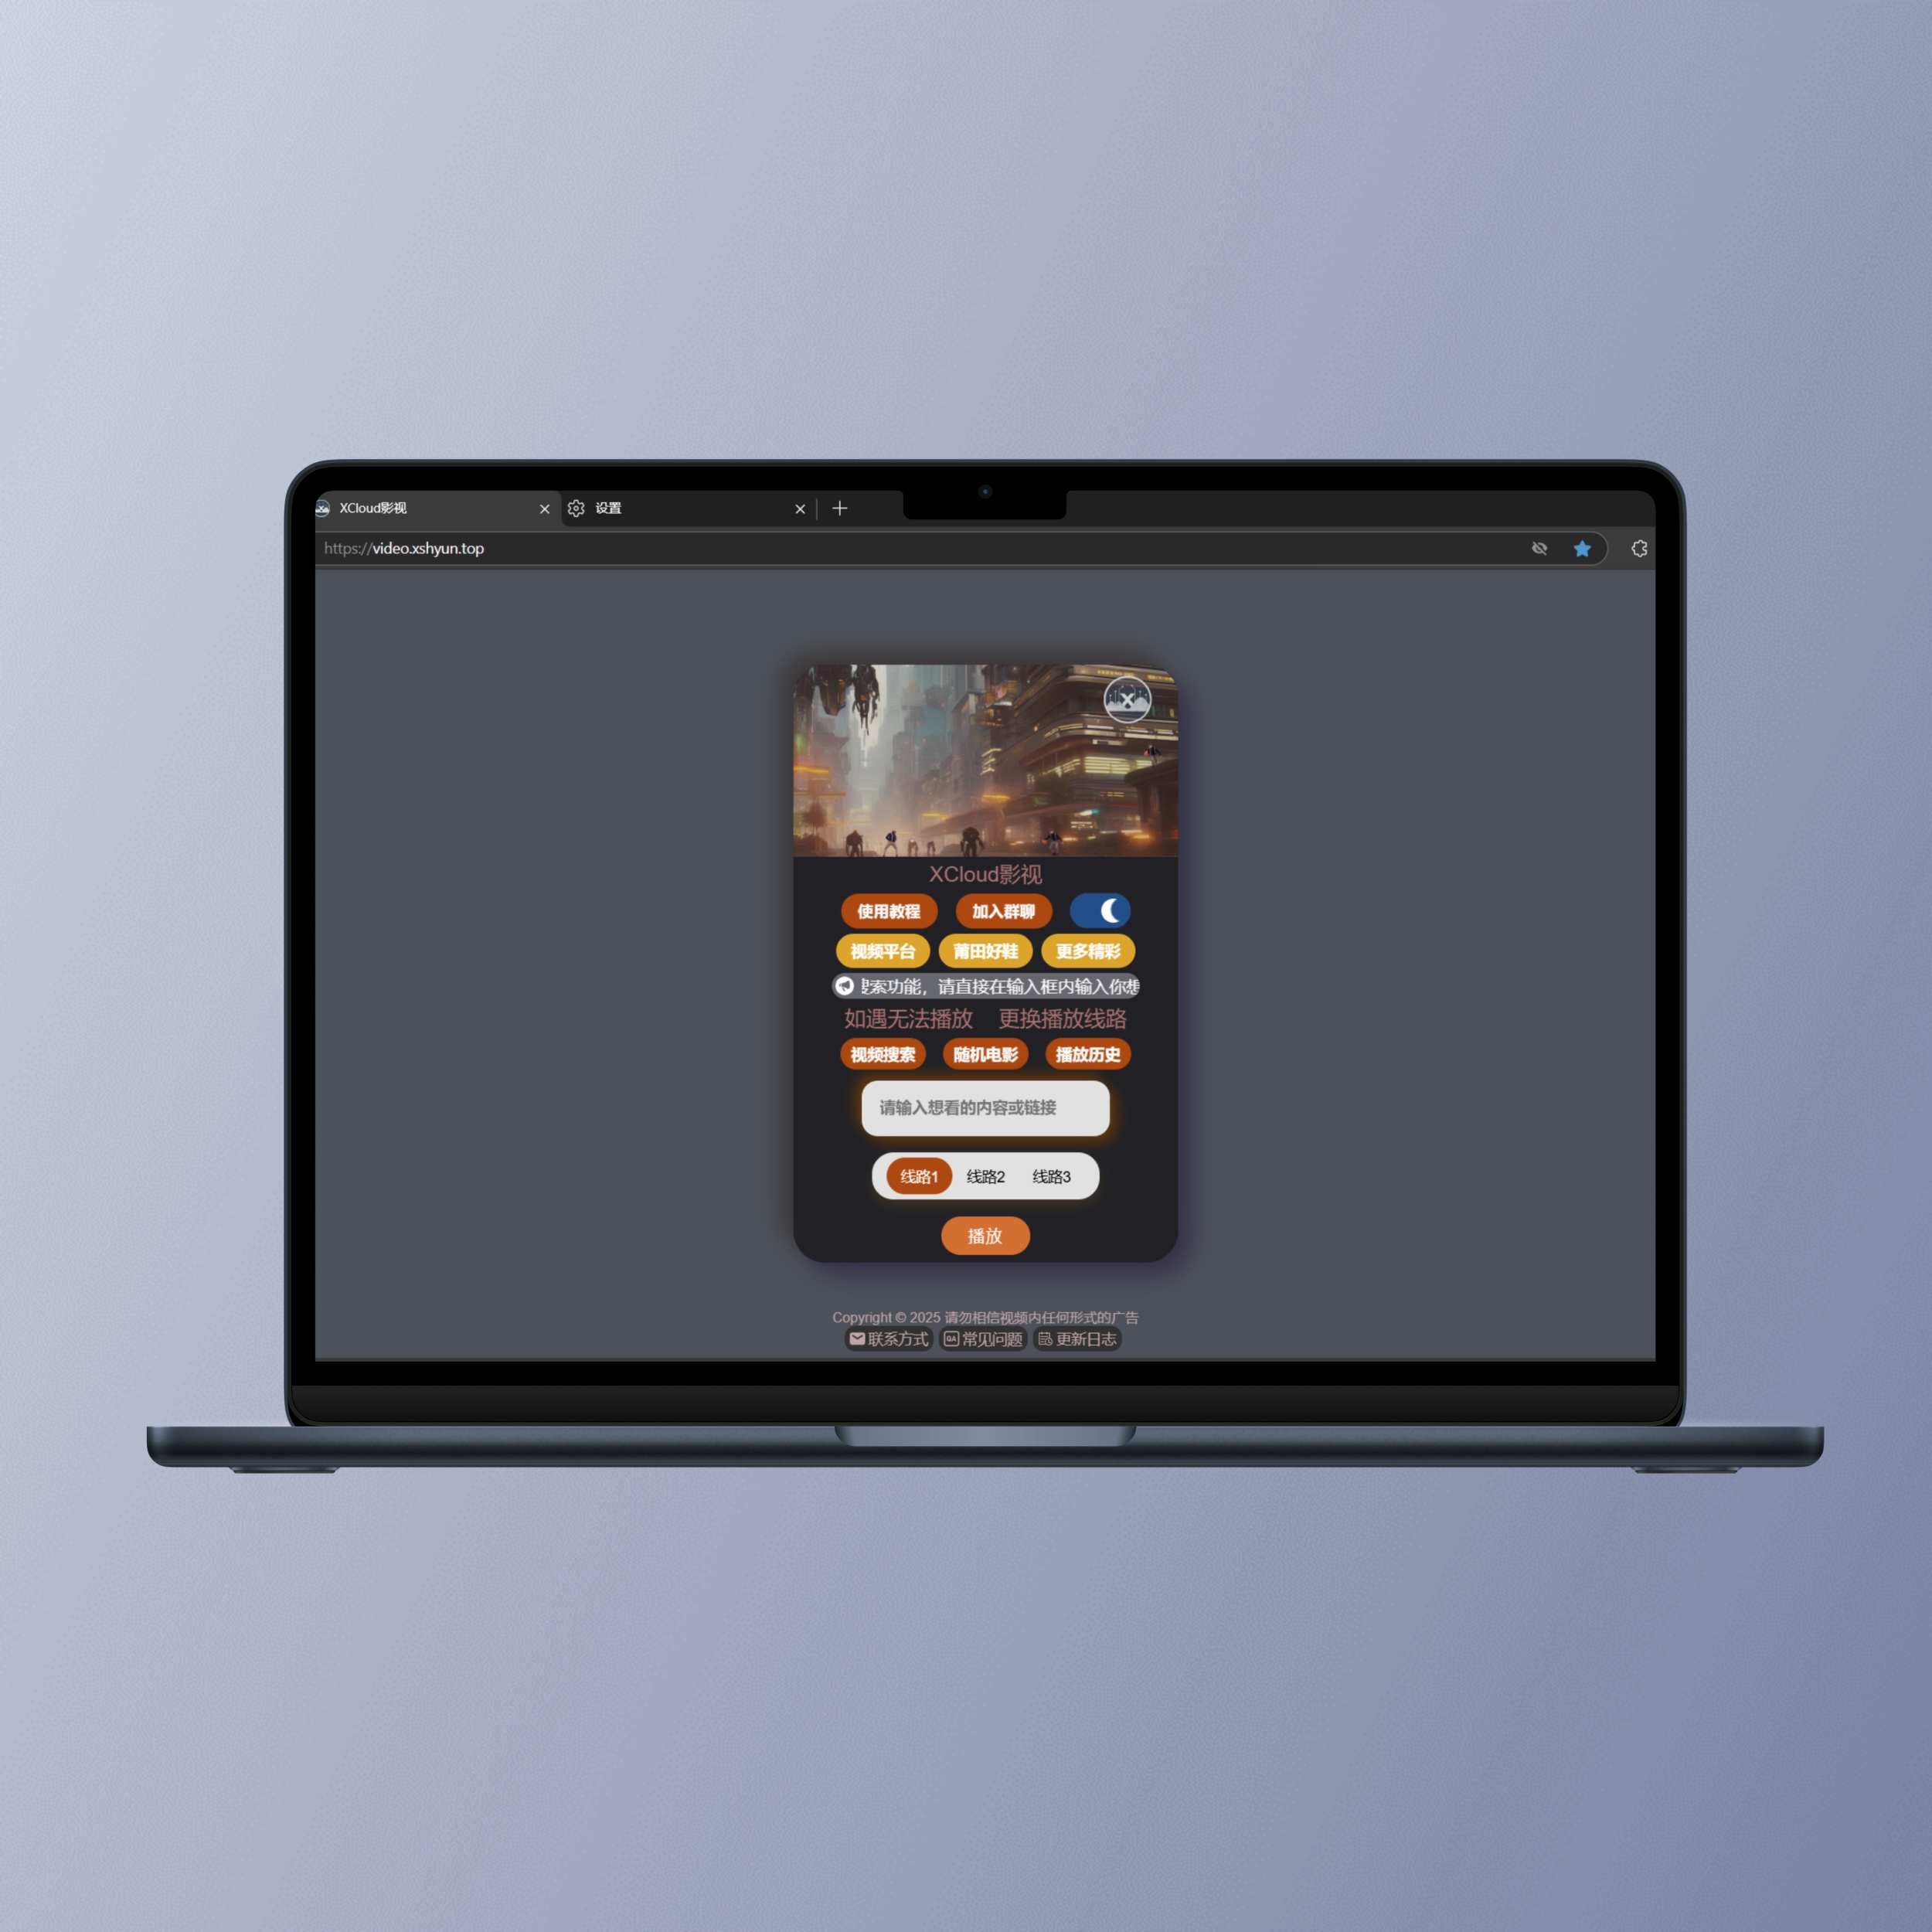 XCloud影视 设置
https://video.xshyun.top
X
XCloud影视
使用教程 加入群聊
视频平台 莆田好鞋 更多精彩
索功能，请直接在输入框内输入你想
如遇无法播放 更换播放线路
视频搜索 随机电影 播放历史
请输入想看的内容或链接
线路1 线路2 线路3
播放
Copyright © 2025 请勿相信视频内任何形式的广告
联系方式 QA 常见问题 更新日志